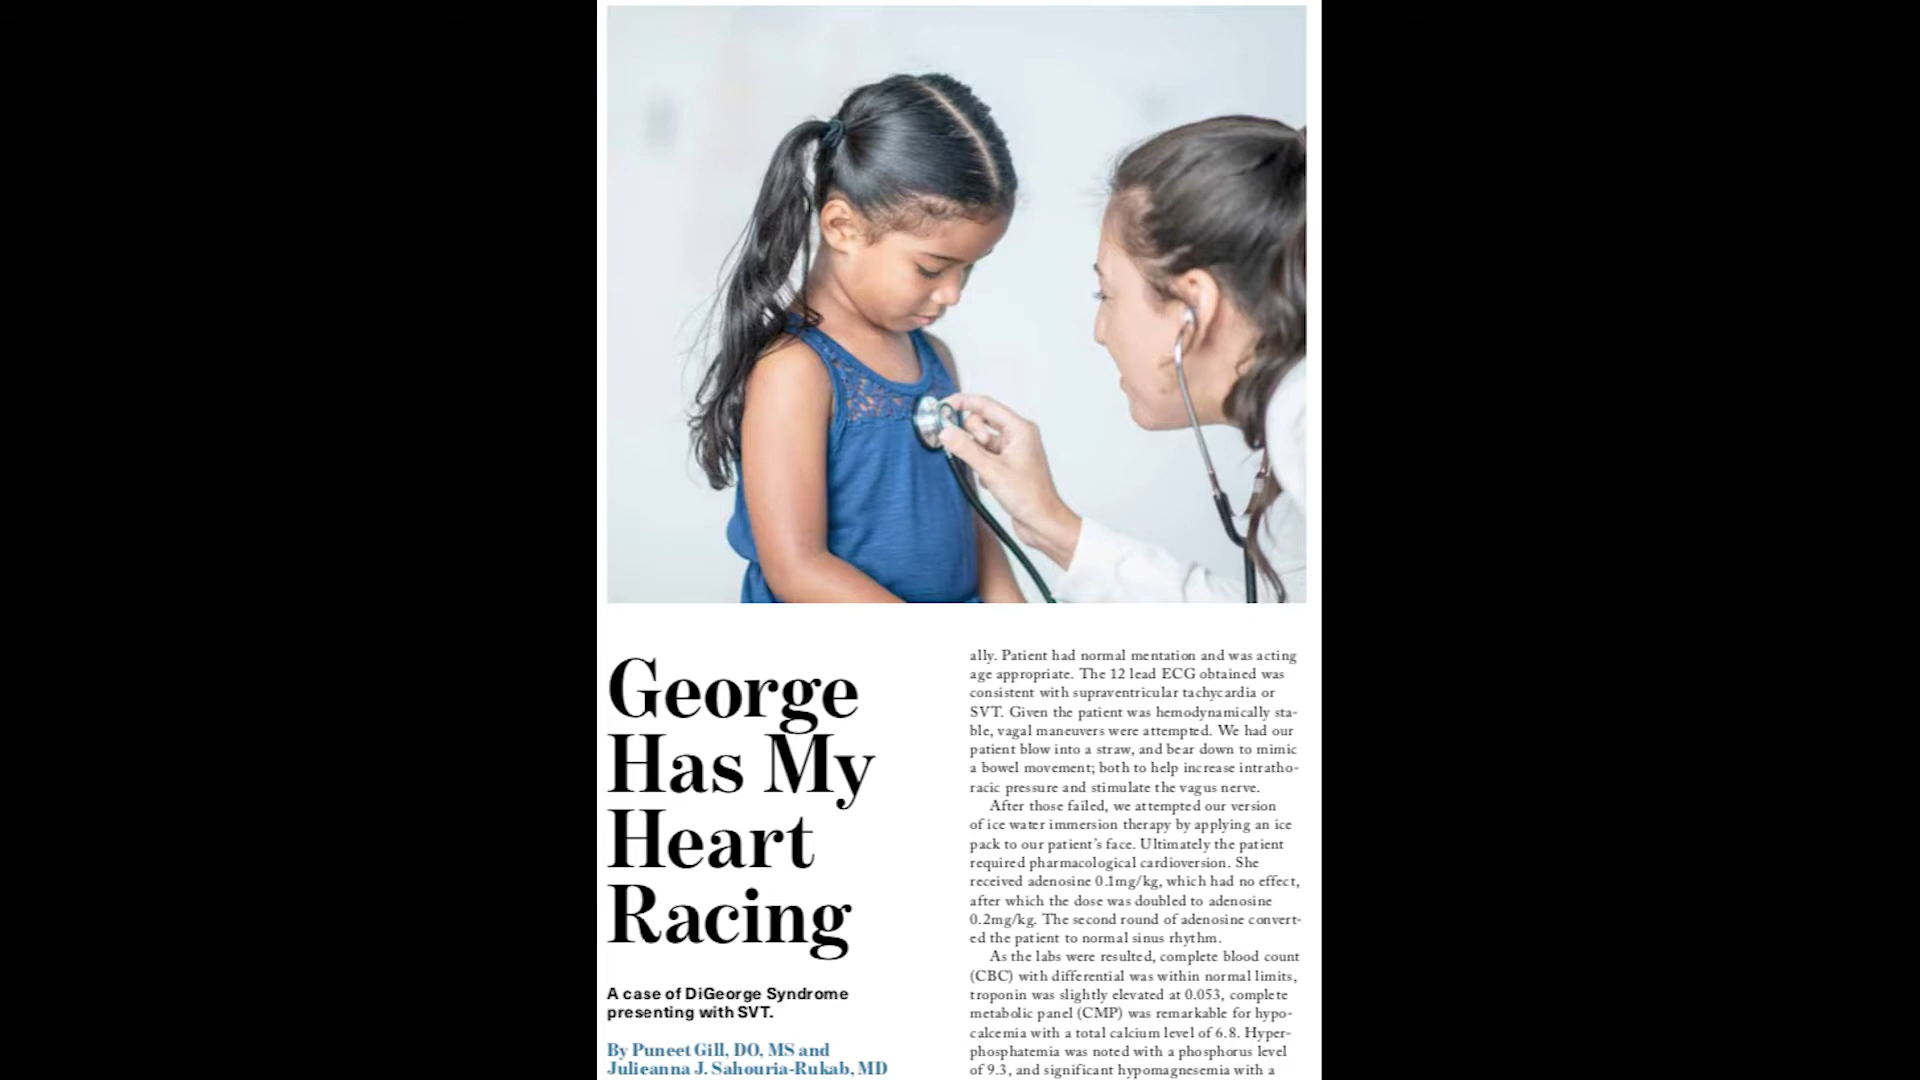 George
Has My
Heart
Racing
A case of DiGeorge Syndrome
presenting with SVT.
By Puneet Gill, DO, MS and
Julieanna J. Sahouria-Rukab, MD
ally. Patient had normal mentation and was acting
age appropriate. The 12 lead ECG obtained was
consistent with supraventricular tachycardia or
SVT. Given the patient was hemodynamically sta-
ble, vagal maneuvers were attempted. We had our
patient blow into a straw, and bear down to mimic
a bowel movement; both to help increase intratho-
racic pressure and stimulate the vagus nerve.
After those failed, we attempted our version
of ice water immersion therapy by applying an ice
pack to our patient's face. Ultimately the patient
required pharmacological cardioversion. She
received adenosine 0.1mg/kg, which had no effect,
after which the dose was doubled to adenosine
0.2mg/kg. The second round of adenosine convert-
ed the patient to normal sinus rhythm.
As the labs were resulted, complete blood count
(CBC) with differential was within normal limits,
troponin was slightly elevated at 0.053, complete
metabolic panel (CMP) was remarkable for hypo-
calcemia with a total calcium level of 6.8. Hyper-
phosphatemia was noted with a phosphorus level
of 9.3, and significant hypomagnesemia with a